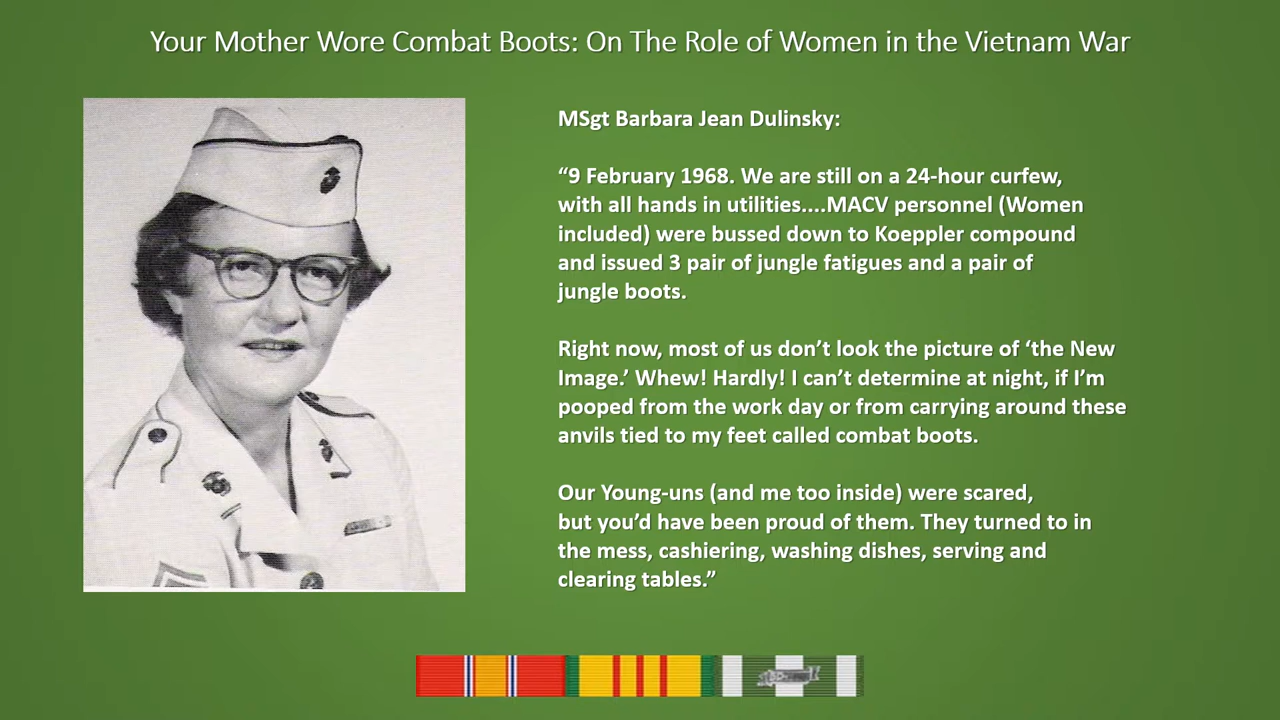 Your Mother Wore Combat Boots: On The Role of Women in the Vietnam War
MSgt Barbara Jean Dulinsky:
“9 February 1968. We are still on a 24-hour curfew,
with all hands in utilities....MACV personnel (Women
included) were bussed down to Koeppler compound
and issued 3 pair of jungle fatigues and a pair of
jungle boots.
Right now, most of us don’t look the picture of ‘the New
Image.’ Whew! Hardly! I can’t determine at night, if I’m
pooped from the work day or from carrying around these
anvils tied to my feet called combat boots.
Our Young-uns (and me too inside) were scared,
but you’d have been proud of them. They turned to in
the mess, cashiering, washing dishes, serving and
clearing tables.”